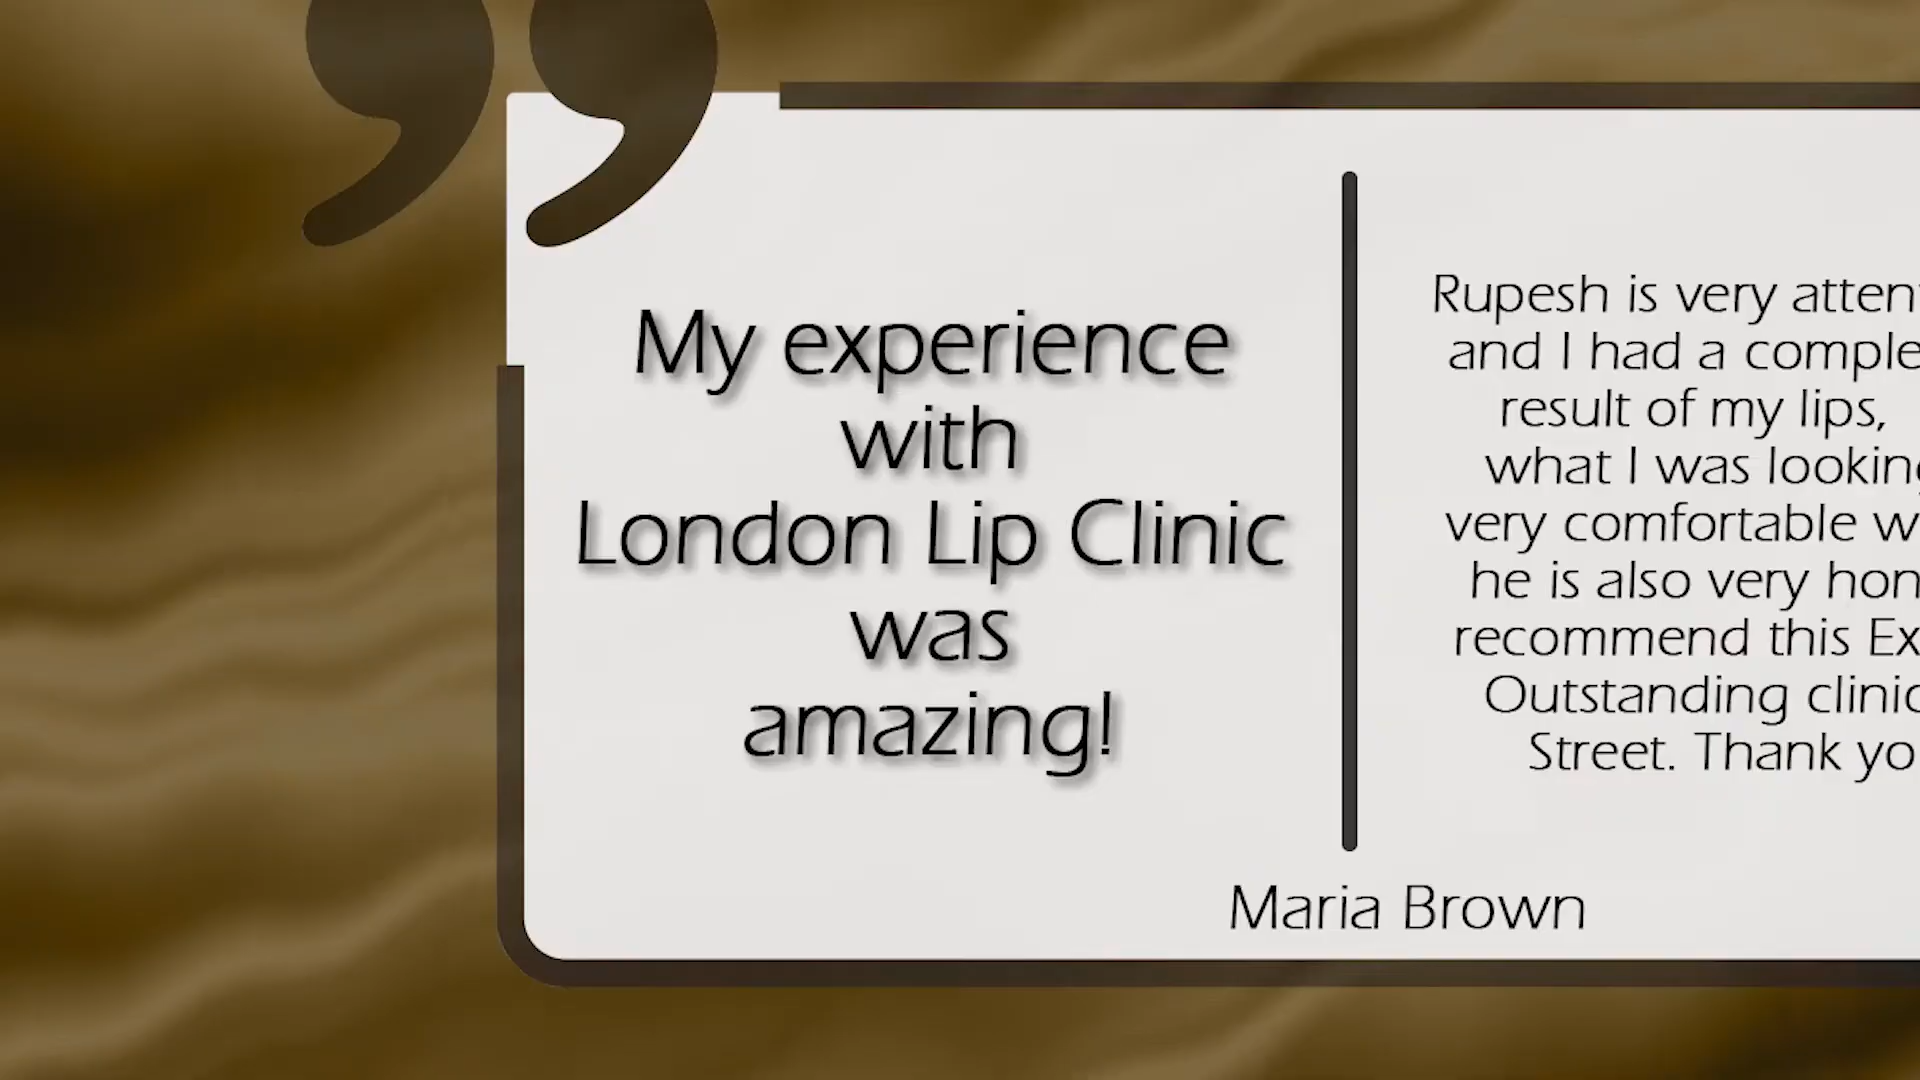 My experience
with
London Lip Clinic
was
amazing!
Rupesh is very
and I had a
result of my lips,
what I was
very comfortable
he is also very
recommend this
Outstanding
Street. Thank
Maria Brown